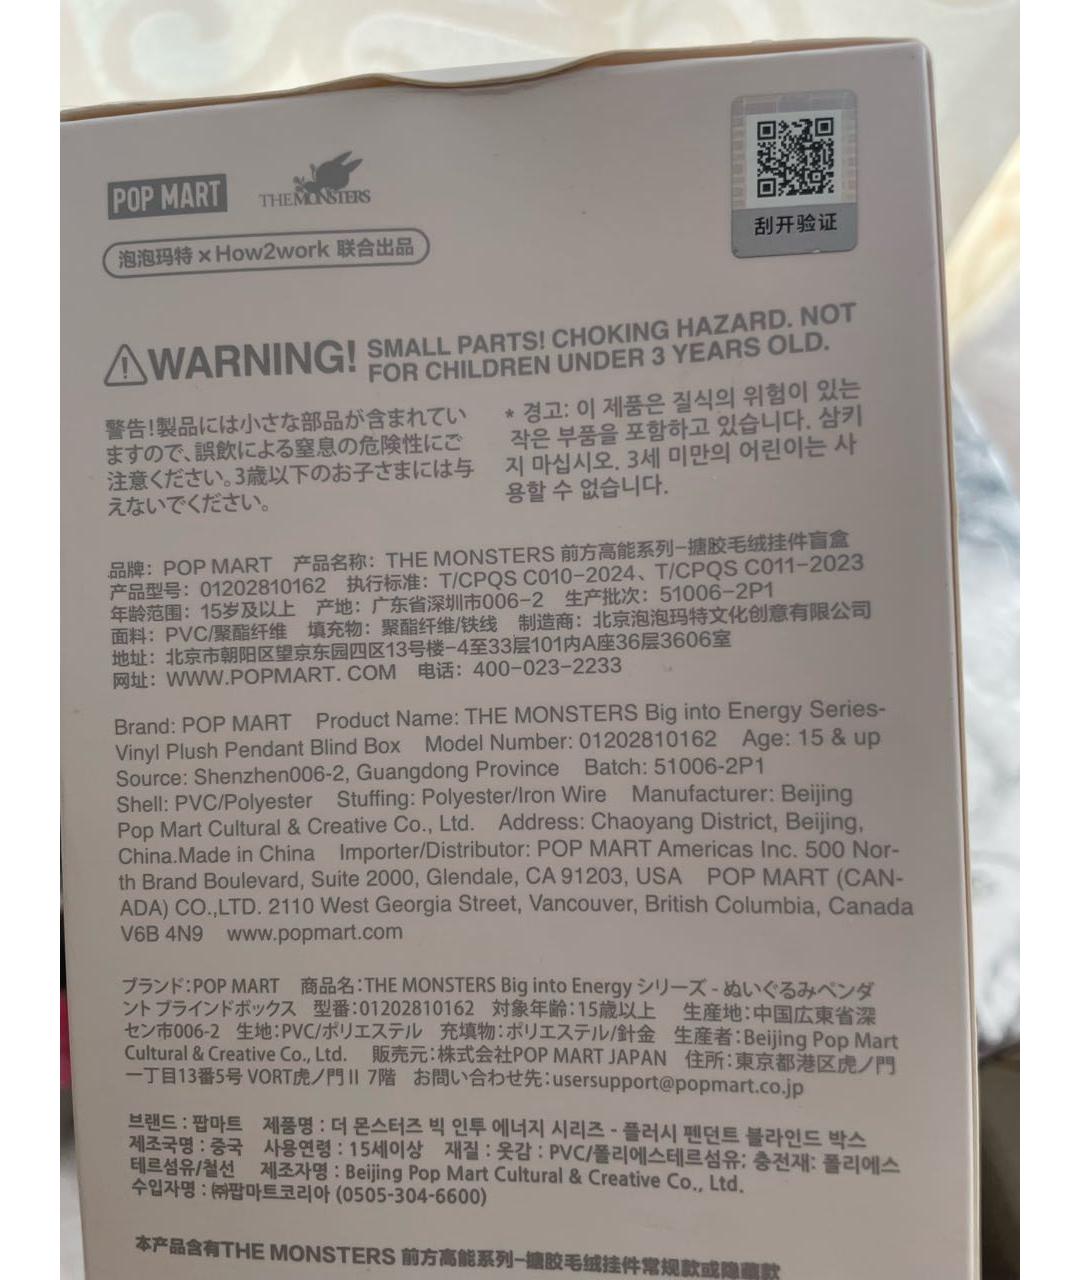 POP MART
THE MONSTERS
泡泡玛特×How2work 联合出品
刮开验证
WARNING! SMALL PARTS! CHOKING HAZARD. NOT
FOR CHILDREN UNDER 3 YEARS OLD.
警告!製品には小さな部品が含まれてい
ますので、誤飲による窒息の危険性にご
注意ください。3歳以下のお子さまには与
えないでください。
* 경고: 이 제품은 질식의 위험이 있는
작은 부품을 포함하고 있습니다. 삼키
지 마십시오. 3세 미만의 어린이는 사
용할 수 없습니다.
品牌: POP MART 产品名称: THE MONSTERS 前方高能系列-搪胶毛绒挂件盲盒
产品型号: 01202810162 执行标准: T/CPQS C010-2024、T/CPQS C011-2023
年龄范围: 15岁及以上 产地: 广东省深圳市006-2 生产批次: 51006-2P1
面料: PVC/聚酯纤维 填充物: 聚酯纤维/铁线 制造商: 北京泡泡玛特文化创意有限公司
地址: 北京市朝阳区望京东园四区13号楼-4至33层101内A座36层3606室
网址: WWW.POPMART. COM 电话: 400-023-2233
Brand: POP MART Product Name: THE MONSTERS Big into Energy Series-
Vinyl Plush Pendant Blind Box Model Number: 01202810162 Age: 15 & up
Source: Shenzhen006-2, Guangdong Province Batch: 51006-2P1
Shell: PVC/Polyester Stuffing: Polyester/Iron Wire Manufacturer: Beijing
Pop Mart Cultural & Creative Co., Ltd. Address: Chaoyang District, Beijing,
China.Made in China Importer/Distributor: POP MART Americas Inc. 500 Nor-
th Brand Boulevard, Suite 2000, Glendale, CA 91203, USA POP MART (CAN-
ADA) CO.,LTD. 2110 West Georgia Street, Vancouver, British Columbia, Canada
V6B 4N9 www.popmart.com
ブランド:POP MART 商品名:THE MONSTERS Big into Energy シリーズ - ぬいぐるみペンダ
ント ブラインドボックス 型番:01202810162 対象年齢:15歳以上 生産地:中国広東省深
セン市006-2 生地:PVC/ポリエステル 充填物:ポリエステル/針金 生産者:Beijing Pop Mart
Cultural & Creative Co., Ltd. 販売元:株式会社POP MART JAPAN 住所:東京都港区虎ノ門
一丁目13番5号 VORT虎ノ門Ⅱ 7階 お問い合わせ先:usersupport@popmart.co.jp
브랜드 : 팝마트 제품명 : 더 몬스터즈 빅 인투 에너지 시리즈 - 플러시 펜던트 블라인드 박스
제조국명 : 중국 사용연령 : 15세이상 재질 : 옷감 : PVC/폴리에스테르섬유; 충전재: 폴리에스
테르섬유/철선 제조자명 : Beijing Pop Mart Cultural & Creative Co., Ltd.
수입자명 : ㈜팝마트코리아 (0505-304-6600)
本产品含有THE MONSTERS 前方高能系列-搪胶毛绒挂件常规款或隐藏款